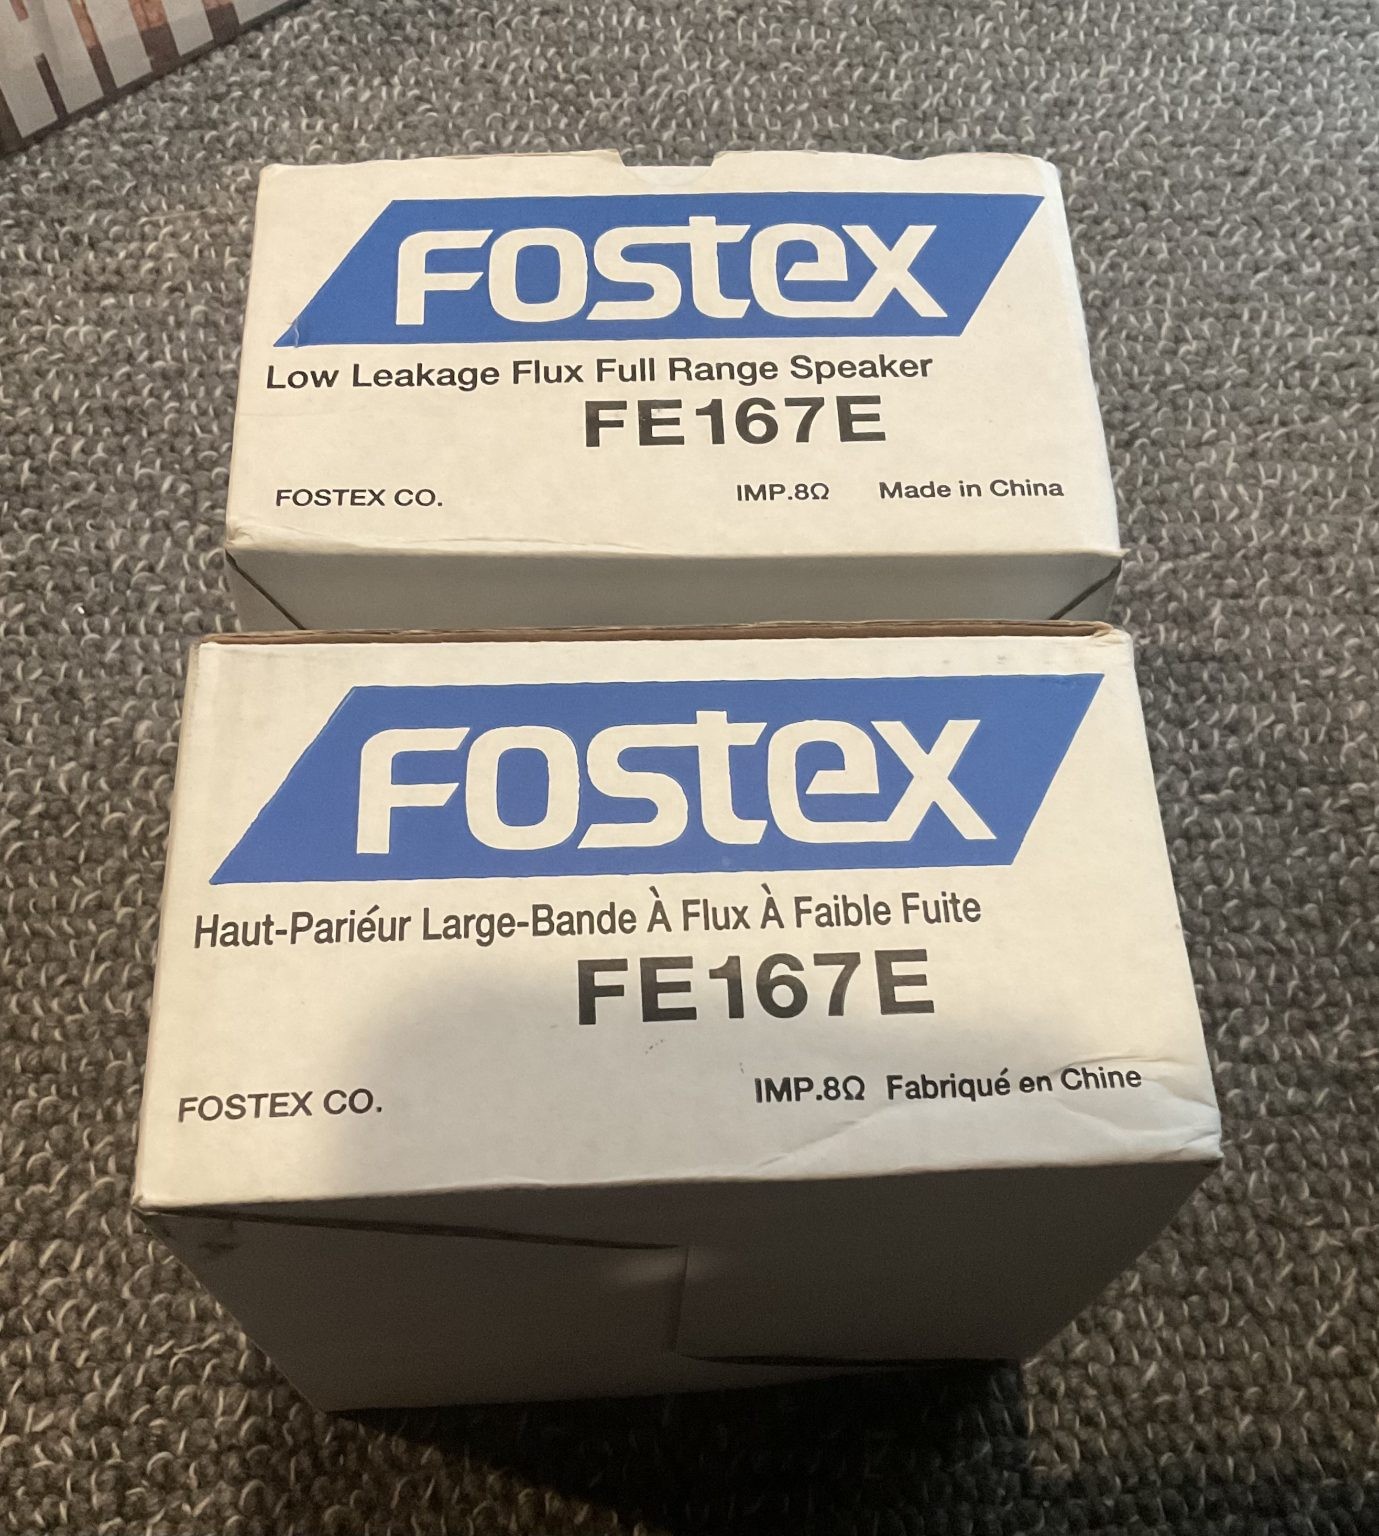 Fostex
Low Leakage Flux Full Range Speaker
FE167E
FOSTEX CO. IMP.8Ω Made in China
Fostex
Haut-Pariéur Large-Bande À Flux À Faible Fuite
FE167E
FOSTEX CO. IMP.8Ω Fabriqué en Chine